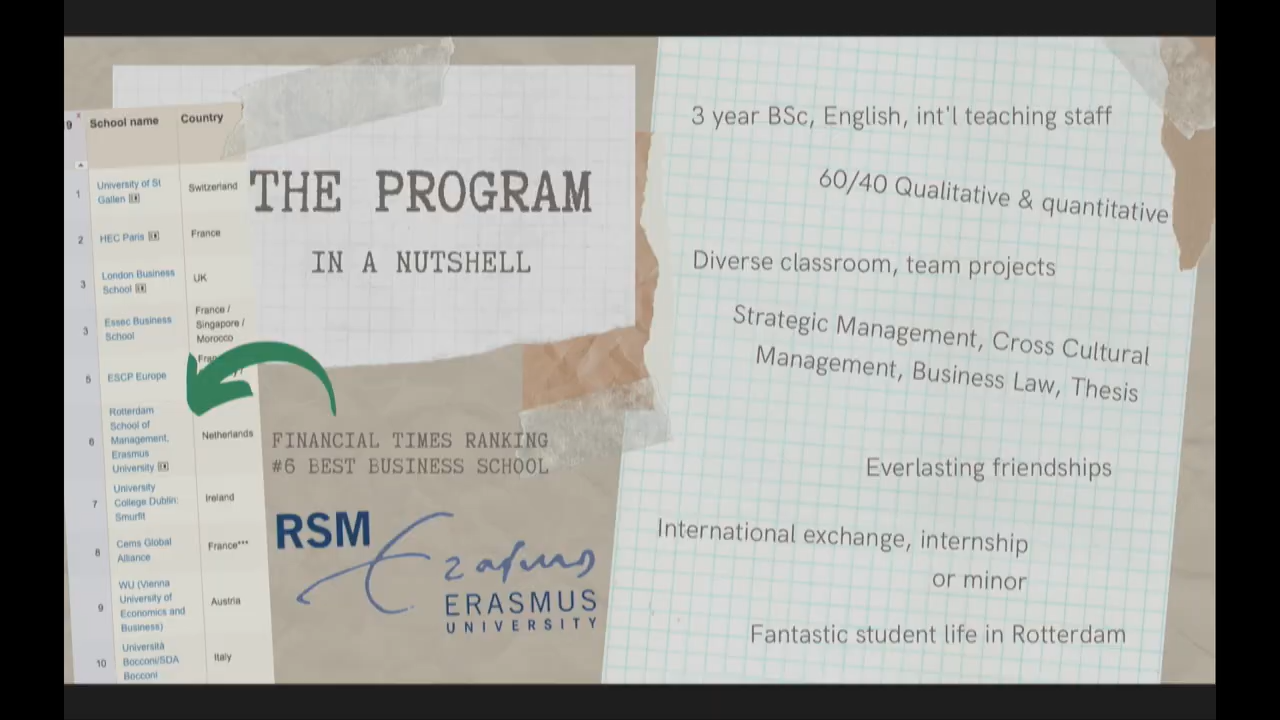 9 School name Country
1 University of St Gallen Switzerland
2 HEC Paris France
3 London Business School UK
3 Essec Business School France / Singapore / Morocco
5 ESCP Europe
6 Rotterdam School of Management, Erasmus University Netherlands
7 University College Dublin: Smurfit Ireland
8 Cems Global Alliance France***
9 WU (Vienna University of Economics and Business) Austria
10 Università Bocconi/SDA Bocconi Italy
THE PROGRAM
IN A NUTSHELL
FINANCIAL TIMES RANKING
#6 BEST BUSINESS SCHOOL
RSM
Erasmus
ERASMUS
UNIVERSITY
3 year BSc, English, int'l teaching staff
60/40 Qualitative & quantitative
Diverse classroom, team projects
Strategic Management, Cross Cultural
Management, Business Law, Thesis
Everlasting friendships
International exchange, internship
or minor
Fantastic student life in Rotterdam